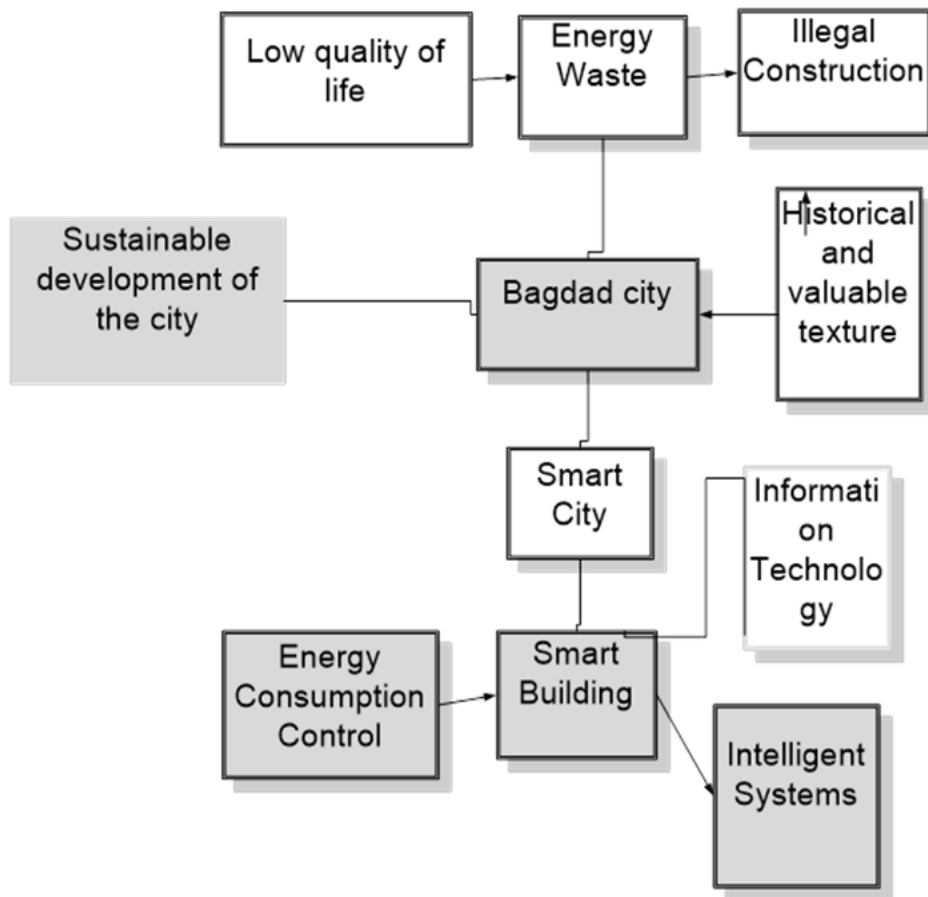 Low quality of
life
Energy
Waste
Illegal
Construction
Sustainable
development of
the city
Bagdad city
Historical
and
valuable
texture
Smart
City
Informati
on
Technolo
gy
Energy
Consumption
Control
Smart
Building
Intelligent
Systems